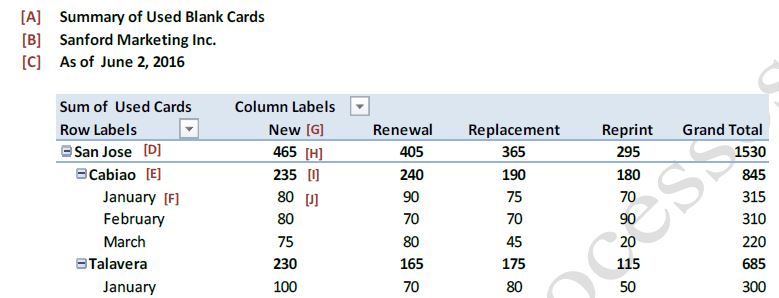 [A] Summary of Used Blank Cards
[B] Sanford Marketing Inc.
[C] As of June 2, 2016
Sum of Used Cards Column Labels
Row Labels New [G] Renewal Replacement Reprint Grand Total
San Jose [D] 465 [H] 405 365 295 1530
Cabiao [E] 235 [I] 240 190 180 845
January [F] 80 [J] 90 75 70 315
February 80 70 70 90 310
March 75 80 45 20 220
Talavera 230 165 175 115 685
January 100 70 80 50 300
ocess